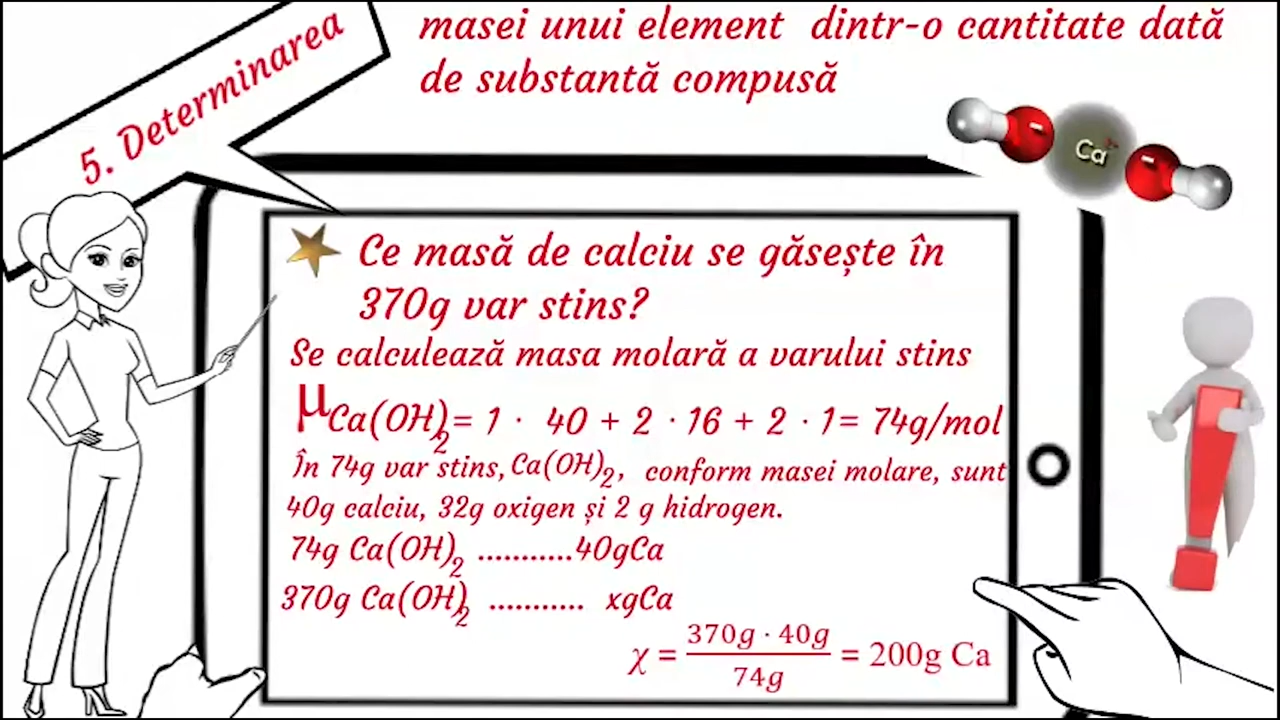 5. Determinarea
masei unui element dintr-o cantitate dată
de substantă compusă
Ca
Ce masă de calciu se găsește în
370g var stins?
Se calculează masa molară a varului stins
μCa(OH)₂= 1 · 40 + 2 · 16 + 2 · 1= 74g/mol
În 74g var stins, Ca(OH)₂, conform masei molare, sunt
40g calciu, 32g oxigen și 2 g hidrogen.
74g Ca(OH)₂ ...........40gCa
370g Ca(OH)₂ ........... xgCa
χ = 370g · 40g / 74g = 200g Ca